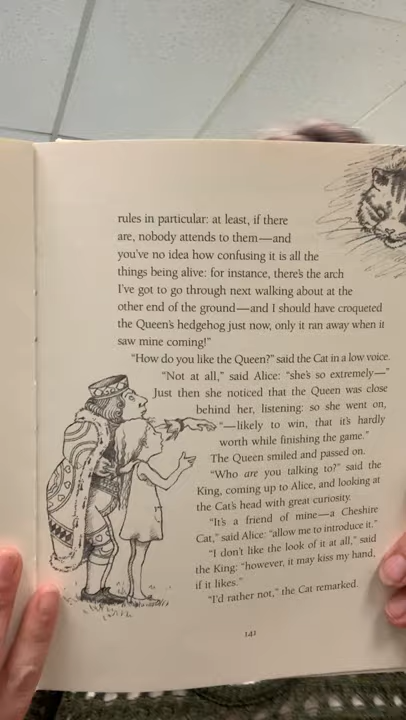 rules in particular: at least, if there
are, nobody attends to them—and
you've no idea how confusing it is all the
things being alive: for instance, there's the arch
I've got to go through next walking about at the
other end of the ground—and I should have croqueted
the Queen's hedgehog just now, only it ran away when it
saw mine coming!"
"How do you like the Queen?" said the Cat in a low voice.
"Not at all," said Alice: "she's so extremely—"
Just then she noticed that the Queen was close
behind her, listening: so she went on,
"—likely to win, that it's hardly
worth while finishing the game."
The Queen smiled and passed on.
"Who are you talking to?" said the
King, coming up to Alice, and looking at
the Cat's head with great curiosity.
"It's a friend of mine—a Cheshire
Cat," said Alice: "allow me to introduce it."
"I don't like the look of it at all," said
the King: "however, it may kiss my hand,
if it likes."
"I'd rather not," the Cat remarked.
142